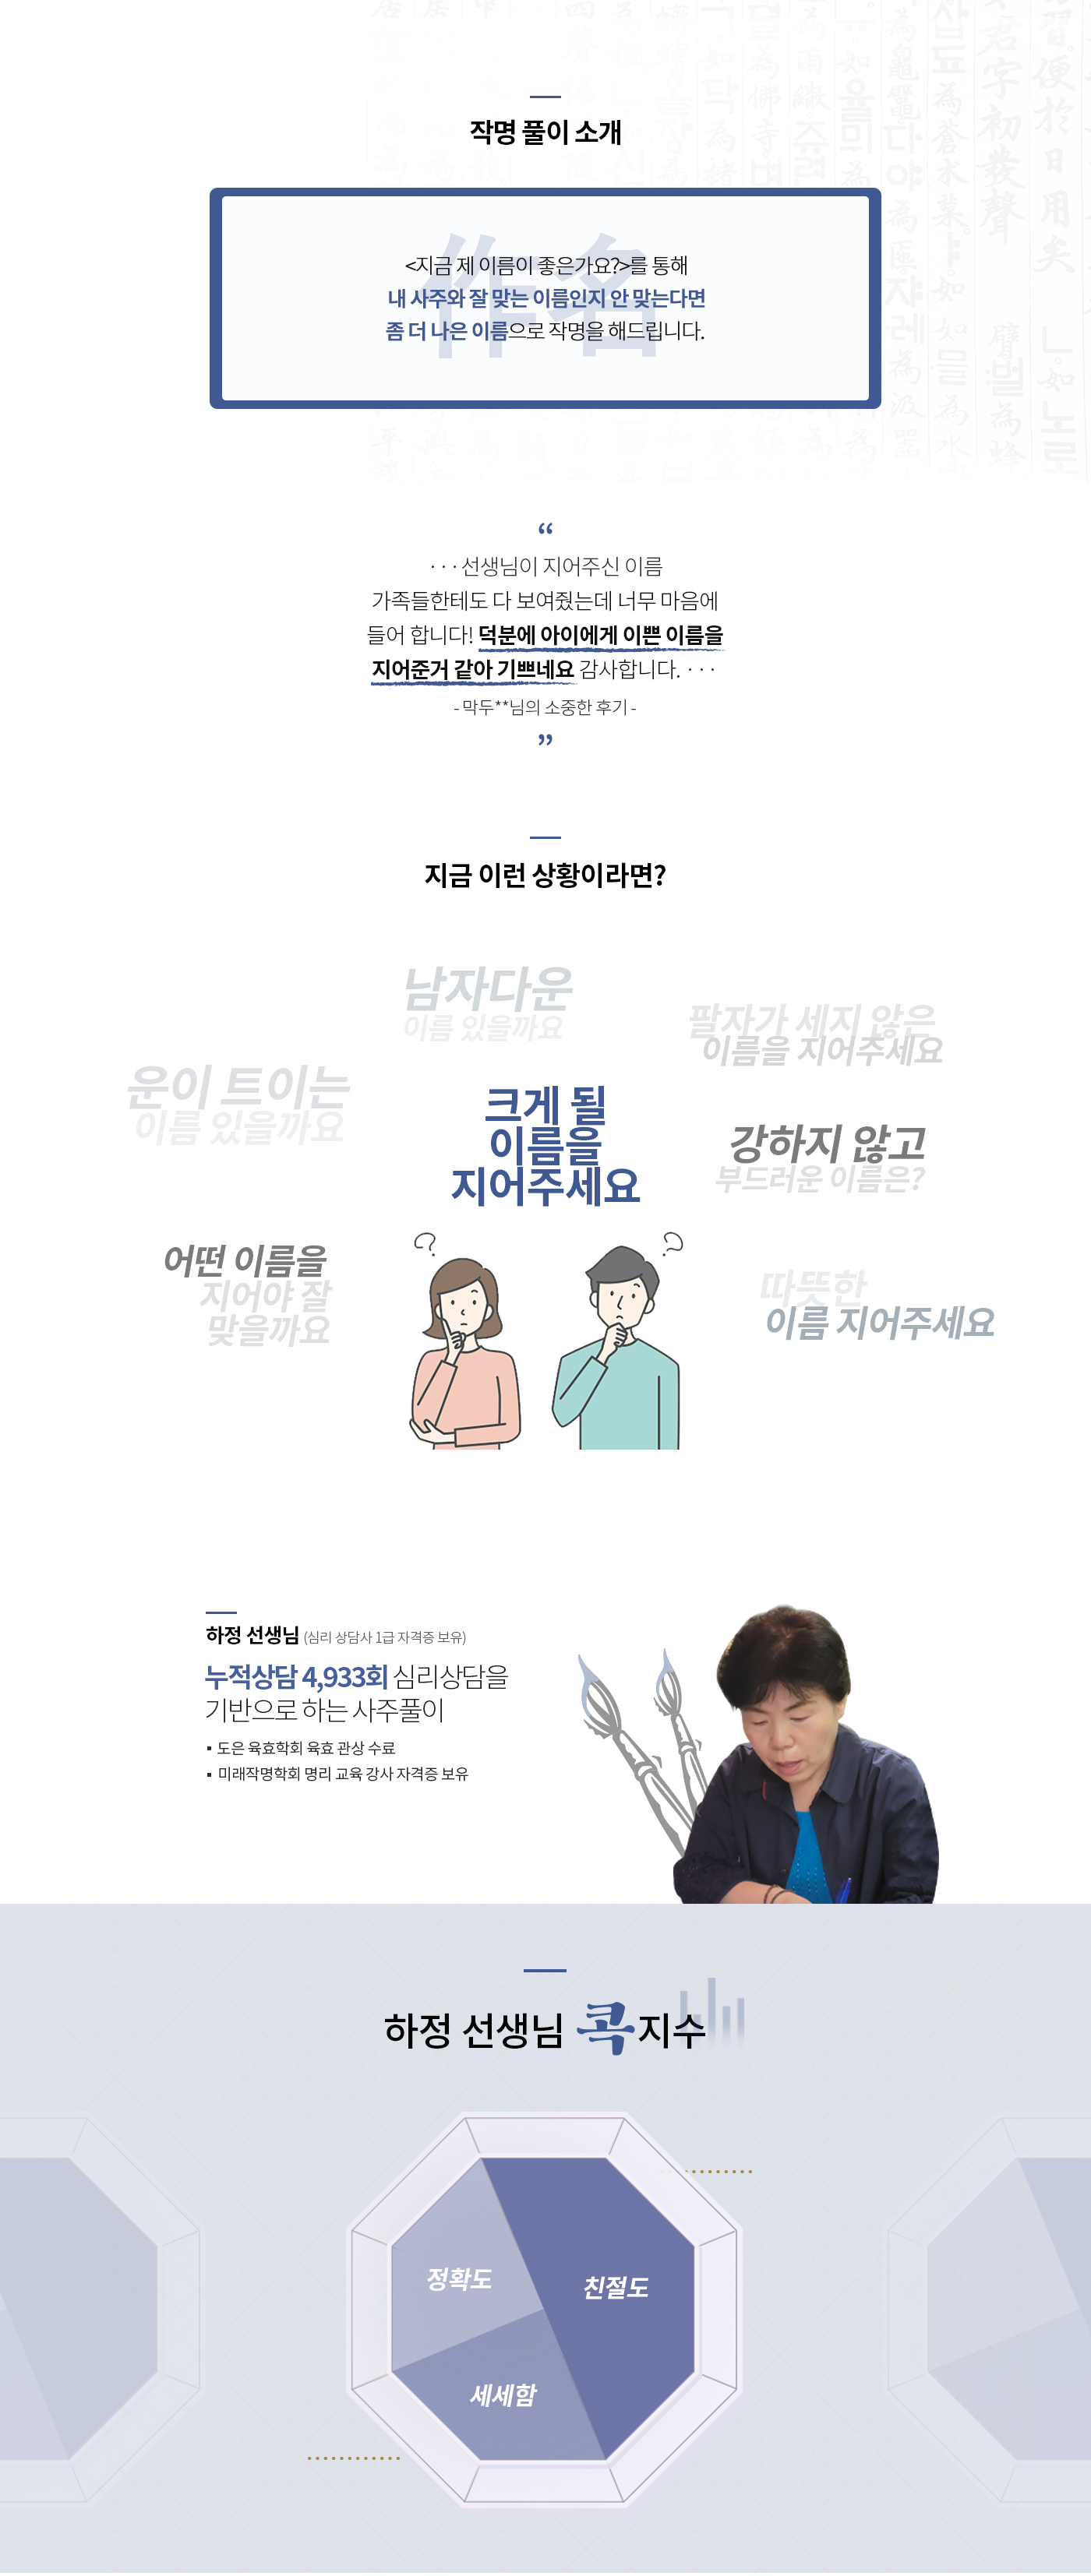 작명 풀이 소개
作名
<지금 제 이름이 좋은가요?>를 통해
내 사주와 잘 맞는 이름인지 안 맞는다면
좀 더 나은 이름으로 작명을 해드립니다.
“
· · · 선생님이 지어주신 이름
가족들한테도 다 보여줬는데 너무 마음에
들어 합니다! 덕분에 아이에게 이쁜 이름을
지어준거 같아 기쁘네요 감사합니다. · · ·
- 막두**님의 소중한 후기 -
”
지금 이런 상황이라면?
남자다운
이름 있을까요
팔자가 세지 않은
이름을 지어주세요
운이 트이는
이름 있을까요
크게 될
이름을
지어주세요
강하지 않고
부드러운 이름은?
어떤 이름을
지어야 잘
맞을까요
따뜻한
이름 지어주세요
? ?
하정 선생님 (심리 상담사 1급 자격증 보유)
누적상담 4,933회 심리상담을
기반으로 하는 사주풀이
▪ 도은 육효학회 육효 관상 수료
▪ 미래작명학회 명리 교육 강사 자격증 보유
하정 선생님 콕지수
정확도
친절도
세세함